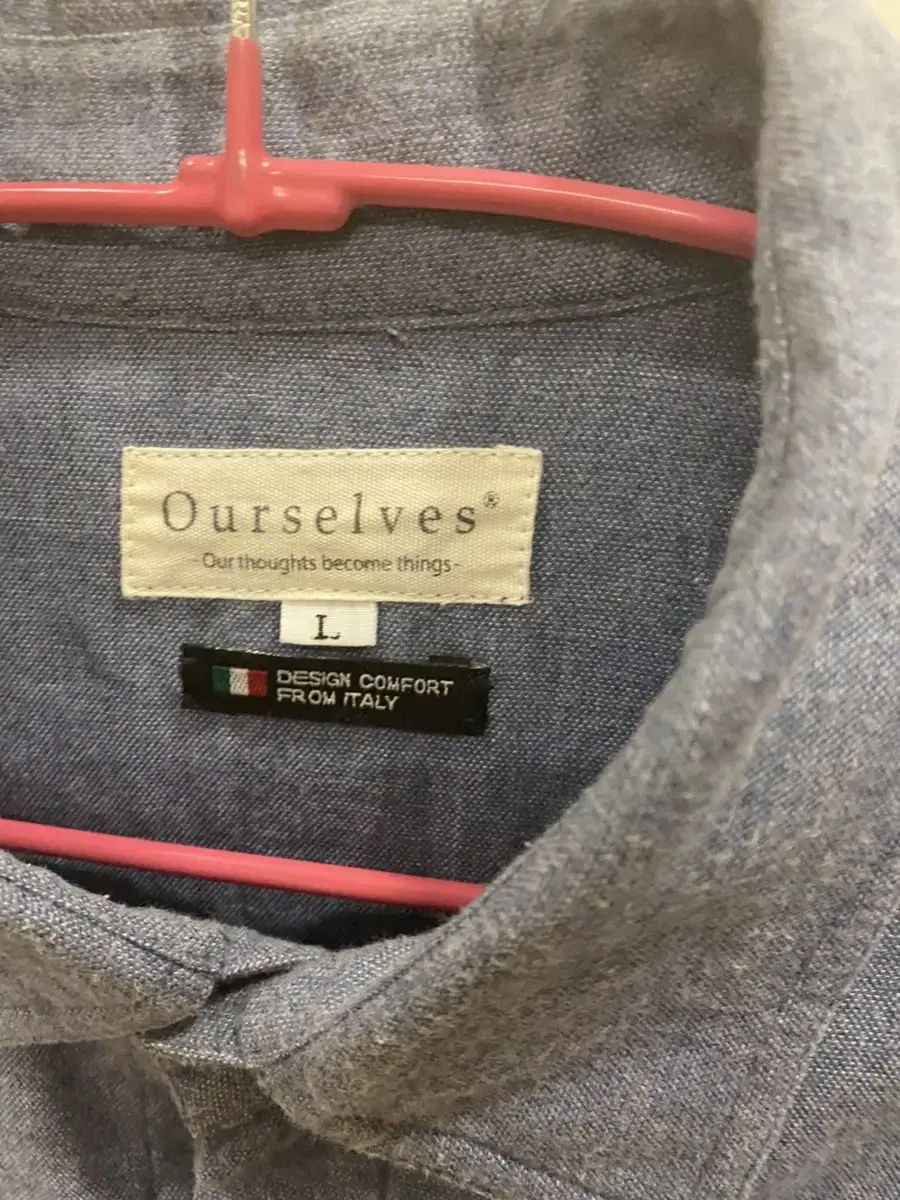 Ourselves®
-Our thoughts become things-
L
DESIGN COMFORT
FROM ITALY